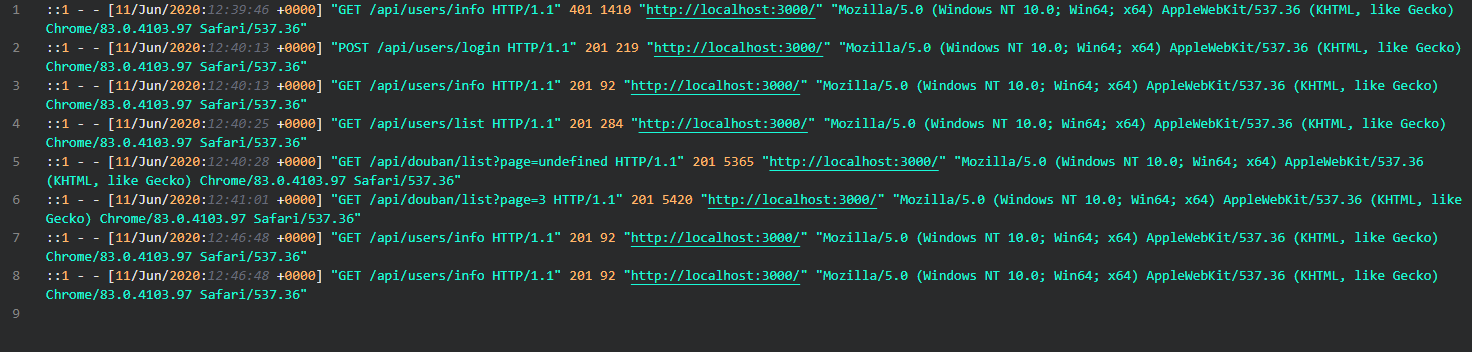 1 ::1 - - [11/Jun/2020:12:39:46 +0000] "GET /api/users/info HTTP/1.1" 401 1410 "http://localhost:3000/" "Mozilla/5.0 (Windows NT 10.0; Win64; x64) AppleWebKit/537.36 (KHTML, like Gecko)
Chrome/83.0.4103.97 Safari/537.36"
2 ::1 - - [11/Jun/2020:12:40:13 +0000] "POST /api/users/login HTTP/1.1" 201 219 "http://localhost:3000/" "Mozilla/5.0 (Windows NT 10.0; Win64; x64) AppleWebKit/537.36 (KHTML, like Gecko)
Chrome/83.0.4103.97 Safari/537.36"
3 ::1 - - [11/Jun/2020:12:40:13 +0000] "GET /api/users/info HTTP/1.1" 201 92 "http://localhost:3000/" "Mozilla/5.0 (Windows NT 10.0; Win64; x64) AppleWebKit/537.36 (KHTML, like Gecko)
Chrome/83.0.4103.97 Safari/537.36"
4 ::1 - - [11/Jun/2020:12:40:25 +0000] "GET /api/users/list HTTP/1.1" 201 284 "http://localhost:3000/" "Mozilla/5.0 (Windows NT 10.0; Win64; x64) AppleWebKit/537.36 (KHTML, like Gecko)
Chrome/83.0.4103.97 Safari/537.36"
5 ::1 - - [11/Jun/2020:12:40:28 +0000] "GET /api/douban/list?page=undefined HTTP/1.1" 201 5365 "http://localhost:3000/" "Mozilla/5.0 (Windows NT 10.0; Win64; x64) AppleWebKit/537.36
(KHTML, like Gecko) Chrome/83.0.4103.97 Safari/537.36"
6 ::1 - - [11/Jun/2020:12:41:01 +0000] "GET /api/douban/list?page=3 HTTP/1.1" 201 5420 "http://localhost:3000/" "Mozilla/5.0 (Windows NT 10.0; Win64; x64) AppleWebKit/537.36 (KHTML, like
Gecko) Chrome/83.0.4103.97 Safari/537.36"
7 ::1 - - [11/Jun/2020:12:46:48 +0000] "GET /api/users/info HTTP/1.1" 201 92 "http://localhost:3000/" "Mozilla/5.0 (Windows NT 10.0; Win64; x64) AppleWebKit/537.36 (KHTML, like Gecko)
Chrome/83.0.4103.97 Safari/537.36"
8 ::1 - - [11/Jun/2020:12:46:48 +0000] "GET /api/users/info HTTP/1.1" 201 92 "http://localhost:3000/" "Mozilla/5.0 (Windows NT 10.0; Win64; x64) AppleWebKit/537.36 (KHTML, like Gecko)
Chrome/83.0.4103.97 Safari/537.36"
9